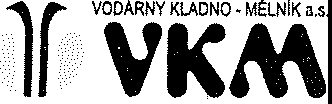 VODÁRNY KLADNO - MĚLNÍK a.s.
VKM